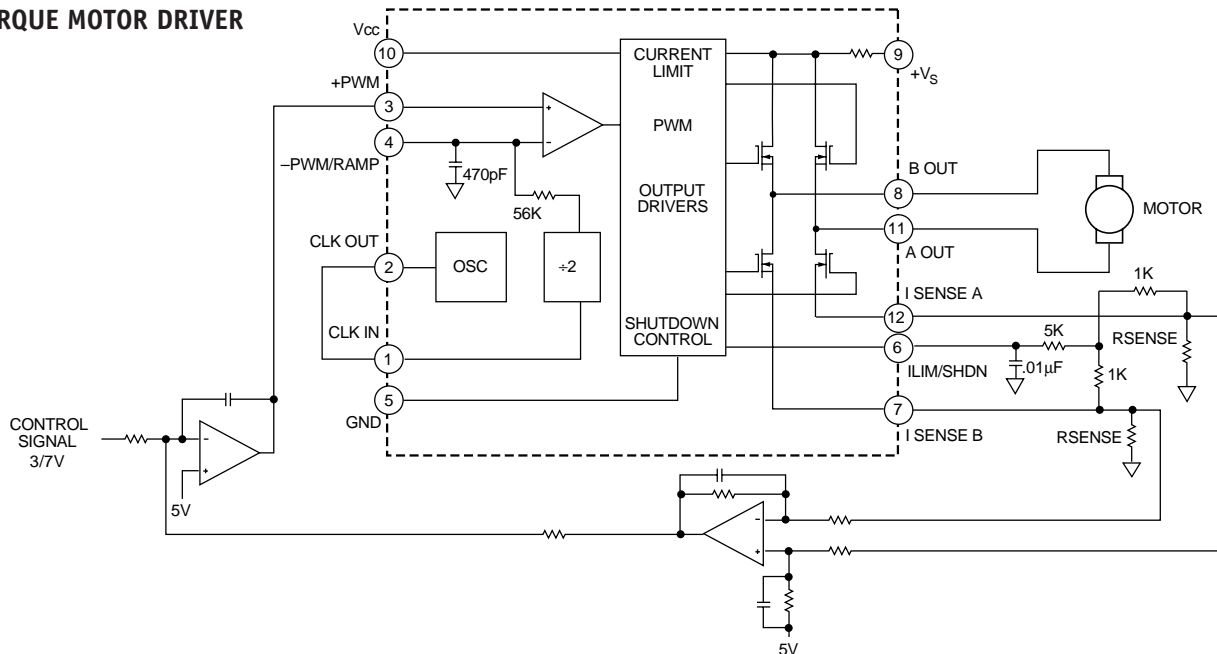 RQUE MOTOR DRIVER
Vcc
10
+PWM
3
4
–PWM/RAMP
470pF
56K
CLK OUT
2
OSC
÷2
CLK IN
1
5
GND
+
–
CURRENT
LIMIT
PWM
OUTPUT
DRIVERS
SHUTDOWN
CONTROL
9
+VS
B OUT
8
MOTOR
11
A OUT
I SENSE A
12
6
ILIM/SHDN
7
I SENSE B
1K
5K
RSENSE
.01µF
1K
RSENSE
CONTROL
SIGNAL
3/7V
–
+
5V
–
+
5V